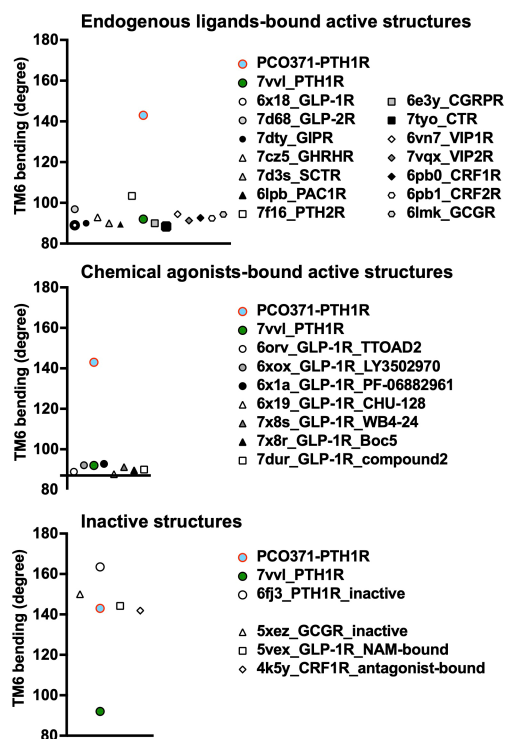 Endogenous ligands-bound active structures
TM6 bending (degree)
180
160
140
120
100
80
PCO371-PTH1R
7vvl_PTH1R
6x18_GLP-1R
7d68_GLP-2R
7dty_GIPR
7cz5_GHRHR
7d3s_SCTR
6lpb_PAC1R
7f16_PTH2R
6e3y_CGRPR
7tyo_CTR
6vn7_VIP1R
7vqx_VIP2R
6pb0_CRF1R
6pb1_CRF2R
6lmk_GCGR
Chemical agonists-bound active structures
TM6 bending (degree)
180
160
140
120
100
80
PCO371-PTH1R
7vvl_PTH1R
6orv_GLP-1R_TTOAD2
6xox_GLP-1R_LY3502970
6x1a_GLP-1R_PF-06882961
6x19_GLP-1R_CHU-128
7x8s_GLP-1R_WB4-24
7x8r_GLP-1R_Boc5
7dur_GLP-1R_compound2
Inactive structures
TM6 bending (degree)
180
160
140
120
100
80
PCO371-PTH1R
7vvl_PTH1R
6fj3_PTH1R_inactive
5xez_GCGR_inactive
5vex_GLP-1R_NAM-bound
4k5y_CRF1R_antagonist-bound